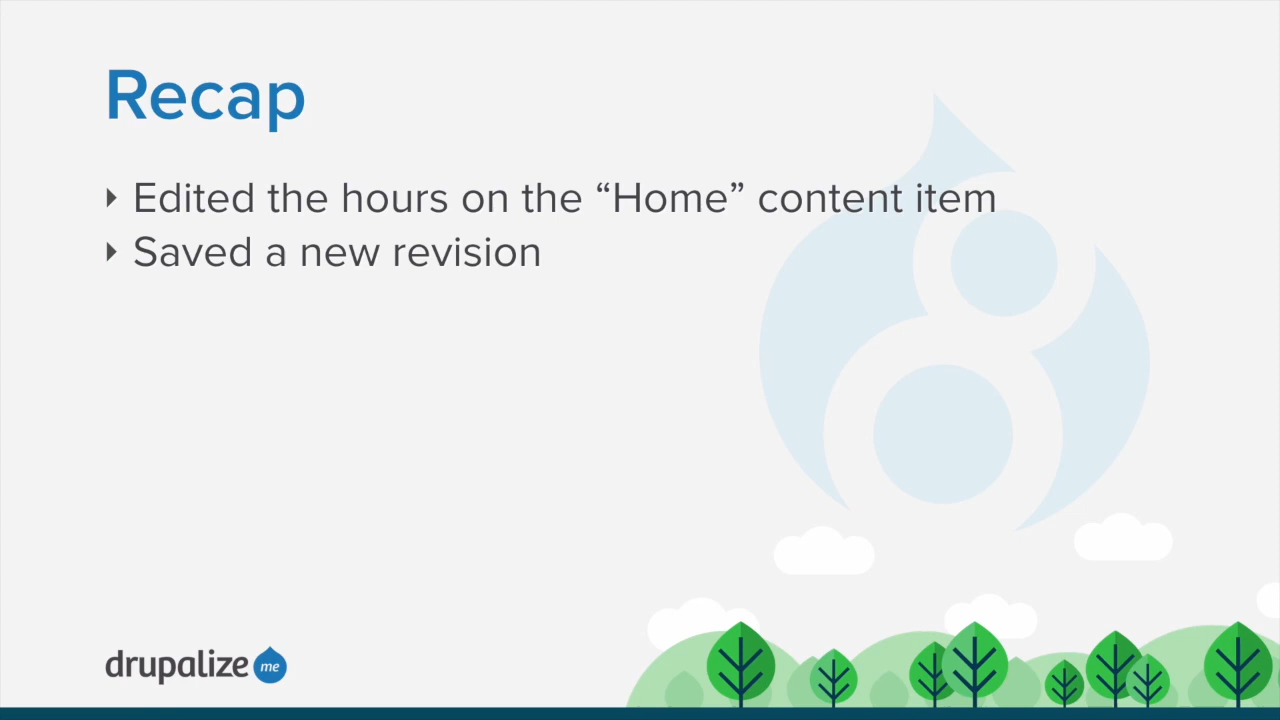 Recap
Edited the hours on the “Home” content item
Saved a new revision
drupalize me